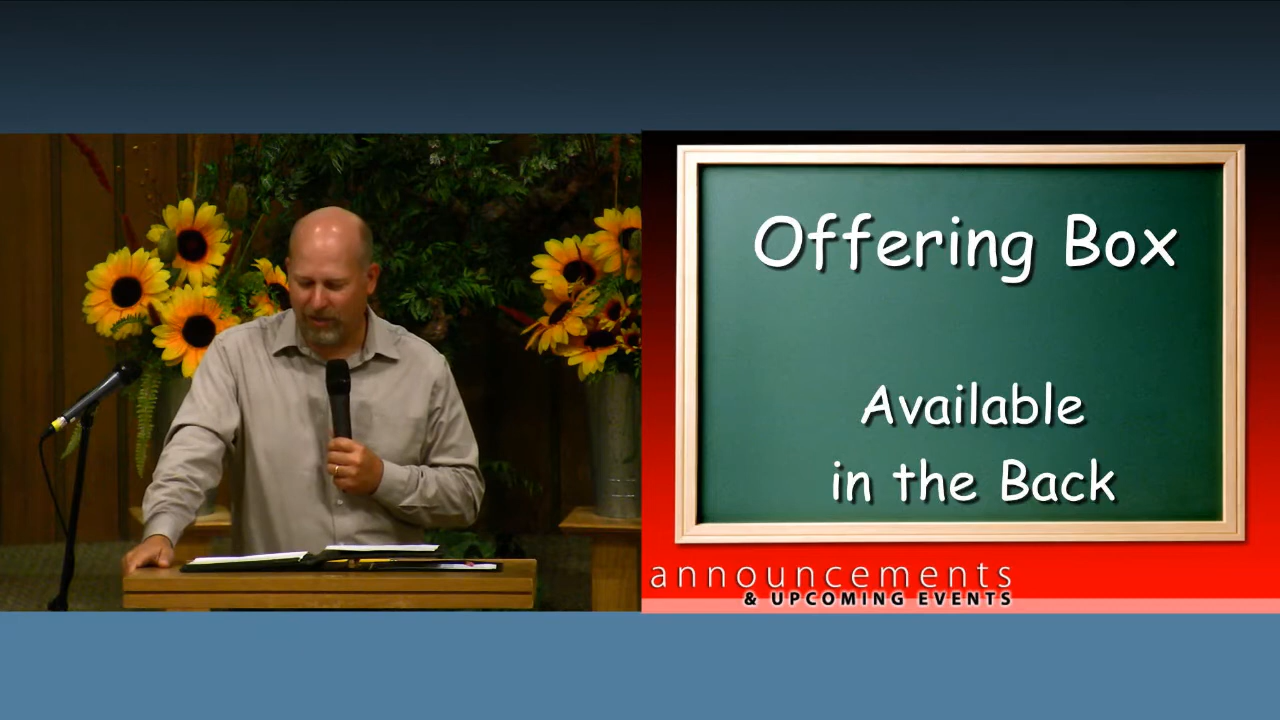 Offering Box
Available
in the Back
announcements
& UPCOMING EVENTS